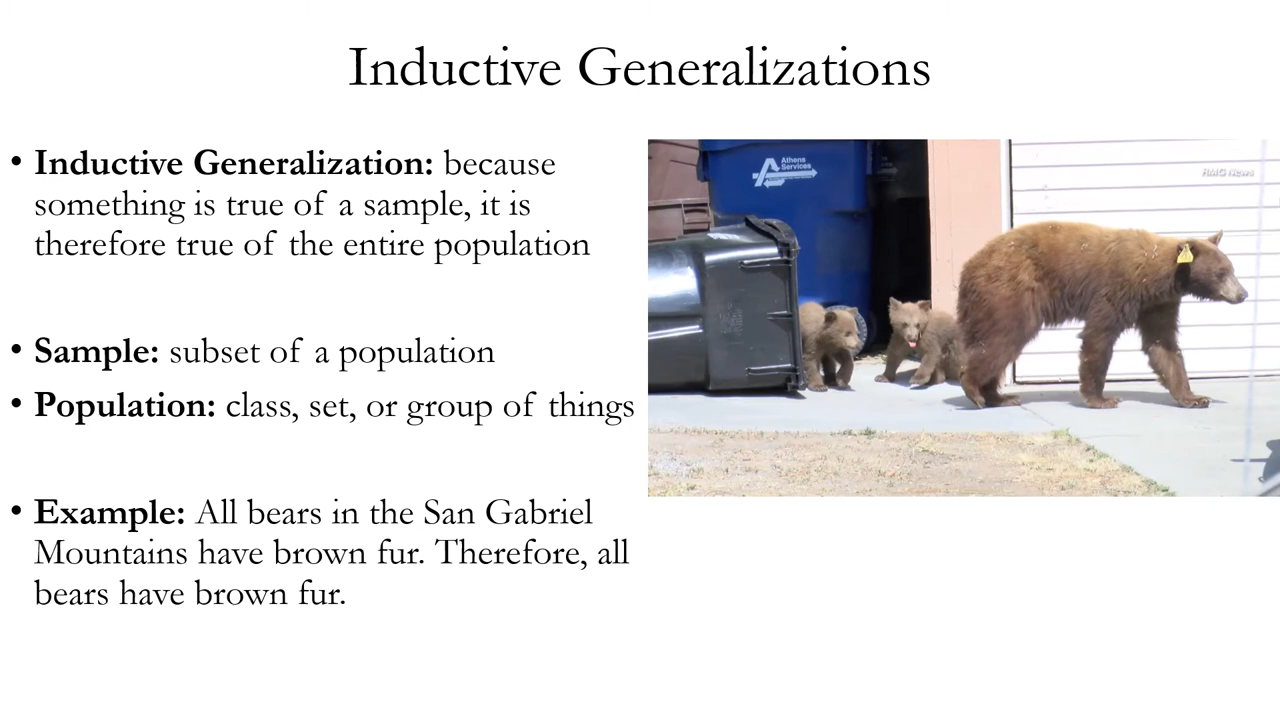 Inductive Generalizations
• Inductive Generalization: because
something is true of a sample, it is
therefore true of the entire population
• Sample: subset of a population
• Population: class, set, or group of things
• Example: All bears in the San Gabriel
Mountains have brown fur. Therefore, all
bears have brown fur.
Athens
Services
RMG News